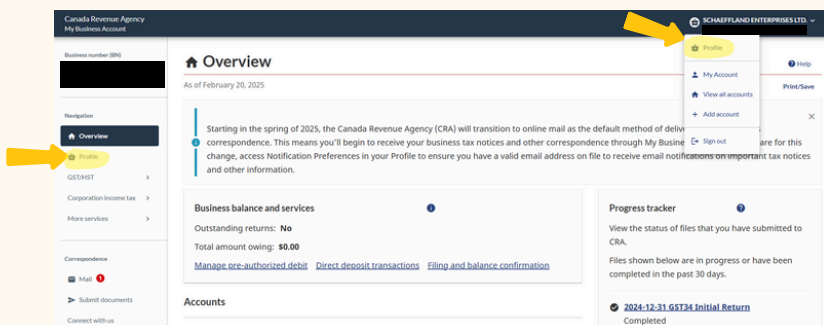 Canada Revenue Agency
My Business Account
SCHAEFFLAND ENTERPRISES LTD.
Business number (BN)
Navigation
Overview
Profile
GST/HST
Corporation income tax
More services
Correspondence
Mail 1
Submit documents
Connect with us
Overview
As of February 20, 2025
Profile
My Account
View all accounts
Add account
Sign out
Help
Print/Save
Starting in the spring of 2025, the Canada Revenue Agency (CRA) will transition to online mail as the default method of
correspondence. This means you'll begin to receive your business tax notices and other correspondence through My are for this
change, access Notification Preferences in your Profile to ensure you have a valid email address on file to receive email notifications on important tax notices
and other information.
Business balance and services
Outstanding returns: No
Total amount owing: $0.00
Manage pre-authorized debit Direct deposit transactions Filing and balance confirmation
Accounts
Progress tracker
View the status of files that you have submitted to
CRA.
Files shown below are in progress or have been
completed in the past 30 days.
2024-12-31 GST34 Initial Return
Completed